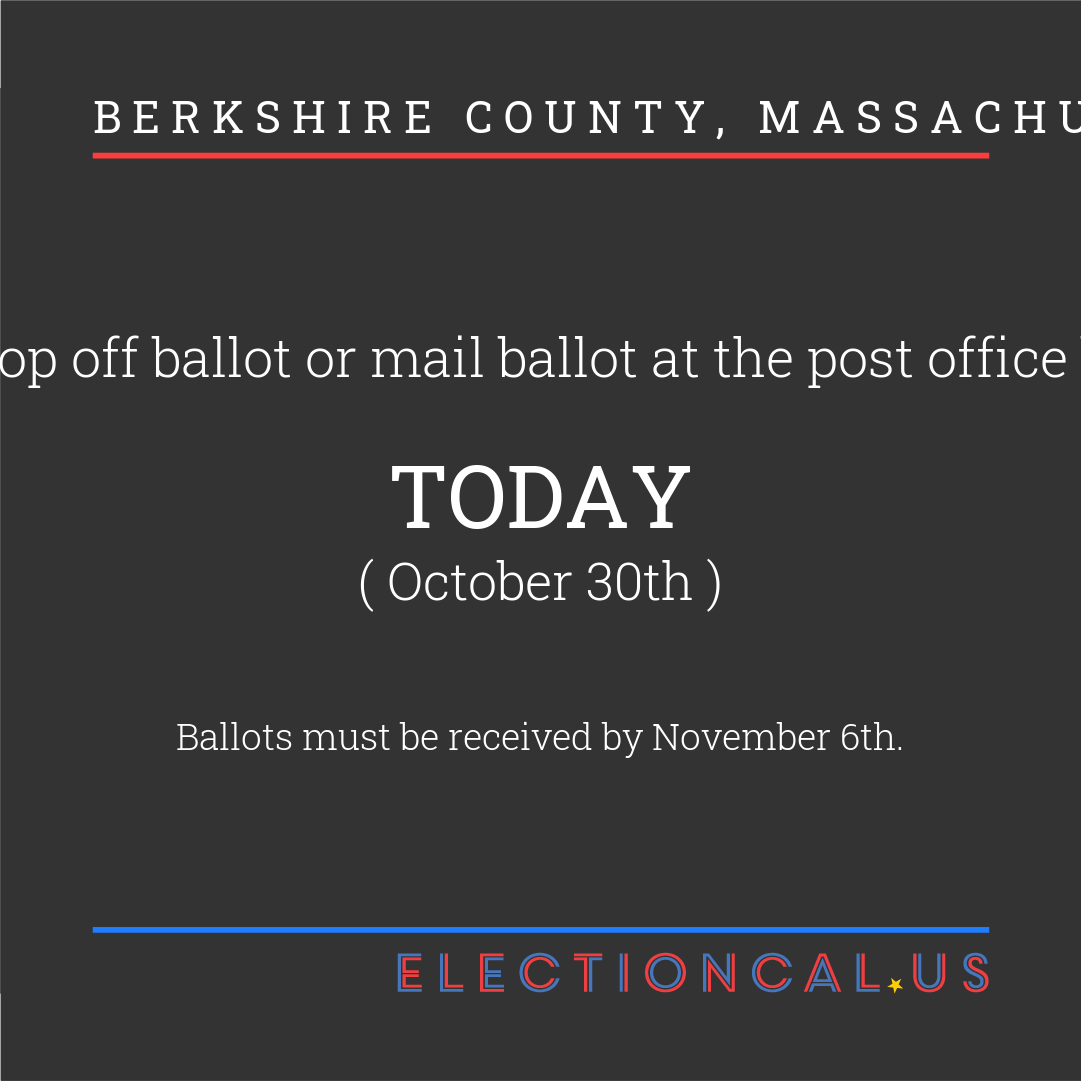 BERKSHIRE COUNTY, MASSACHU
op off ballot or mail ballot at the post office
TODAY
( October 30th )
Ballots must be received by November 6th.
ELECTIONCAL.US